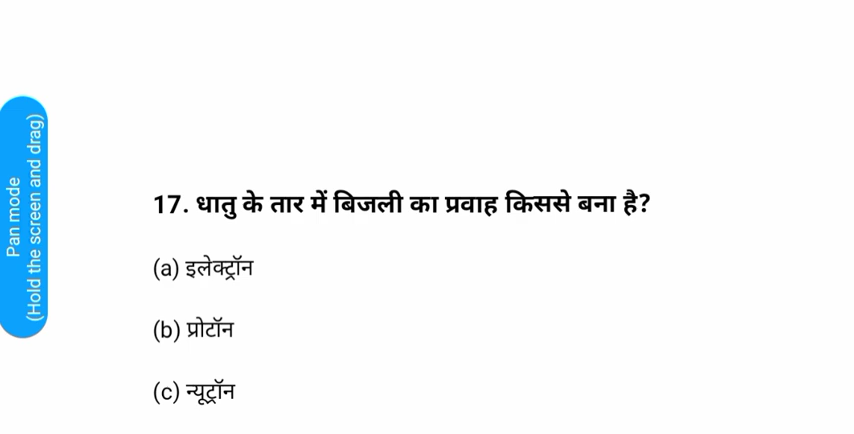 Pan mode
(Hold the screen and drag)
17. धातु के तार में बिजली का प्रवाह किससे बना है?
(a) इलेक्ट्रॉन
(b) प्रोटॉन
(c) न्यूट्रॉन